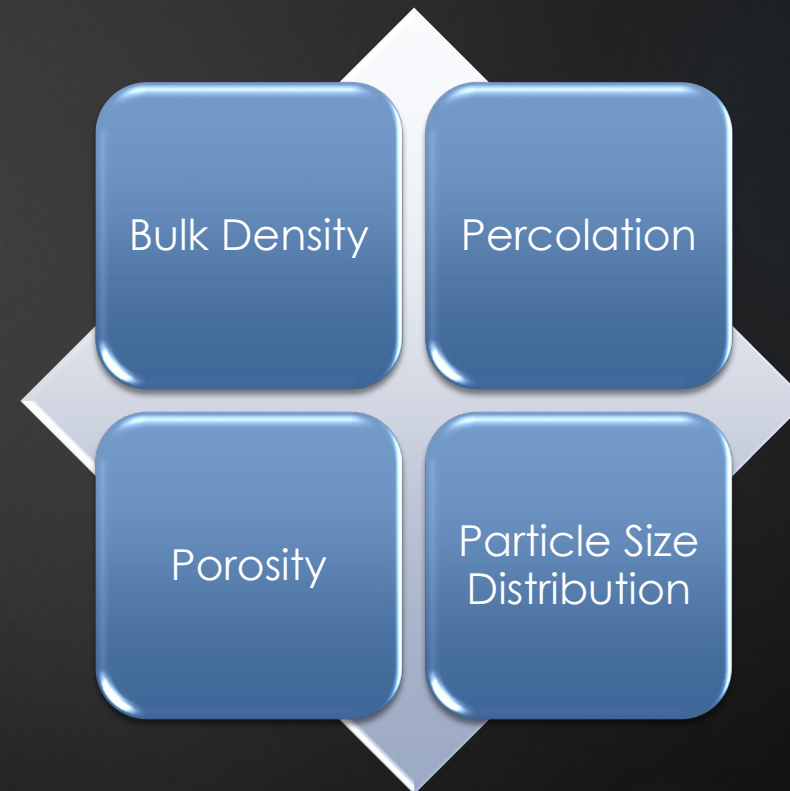 Bulk Density
Percolation
Porosity
Particle Size
Distribution